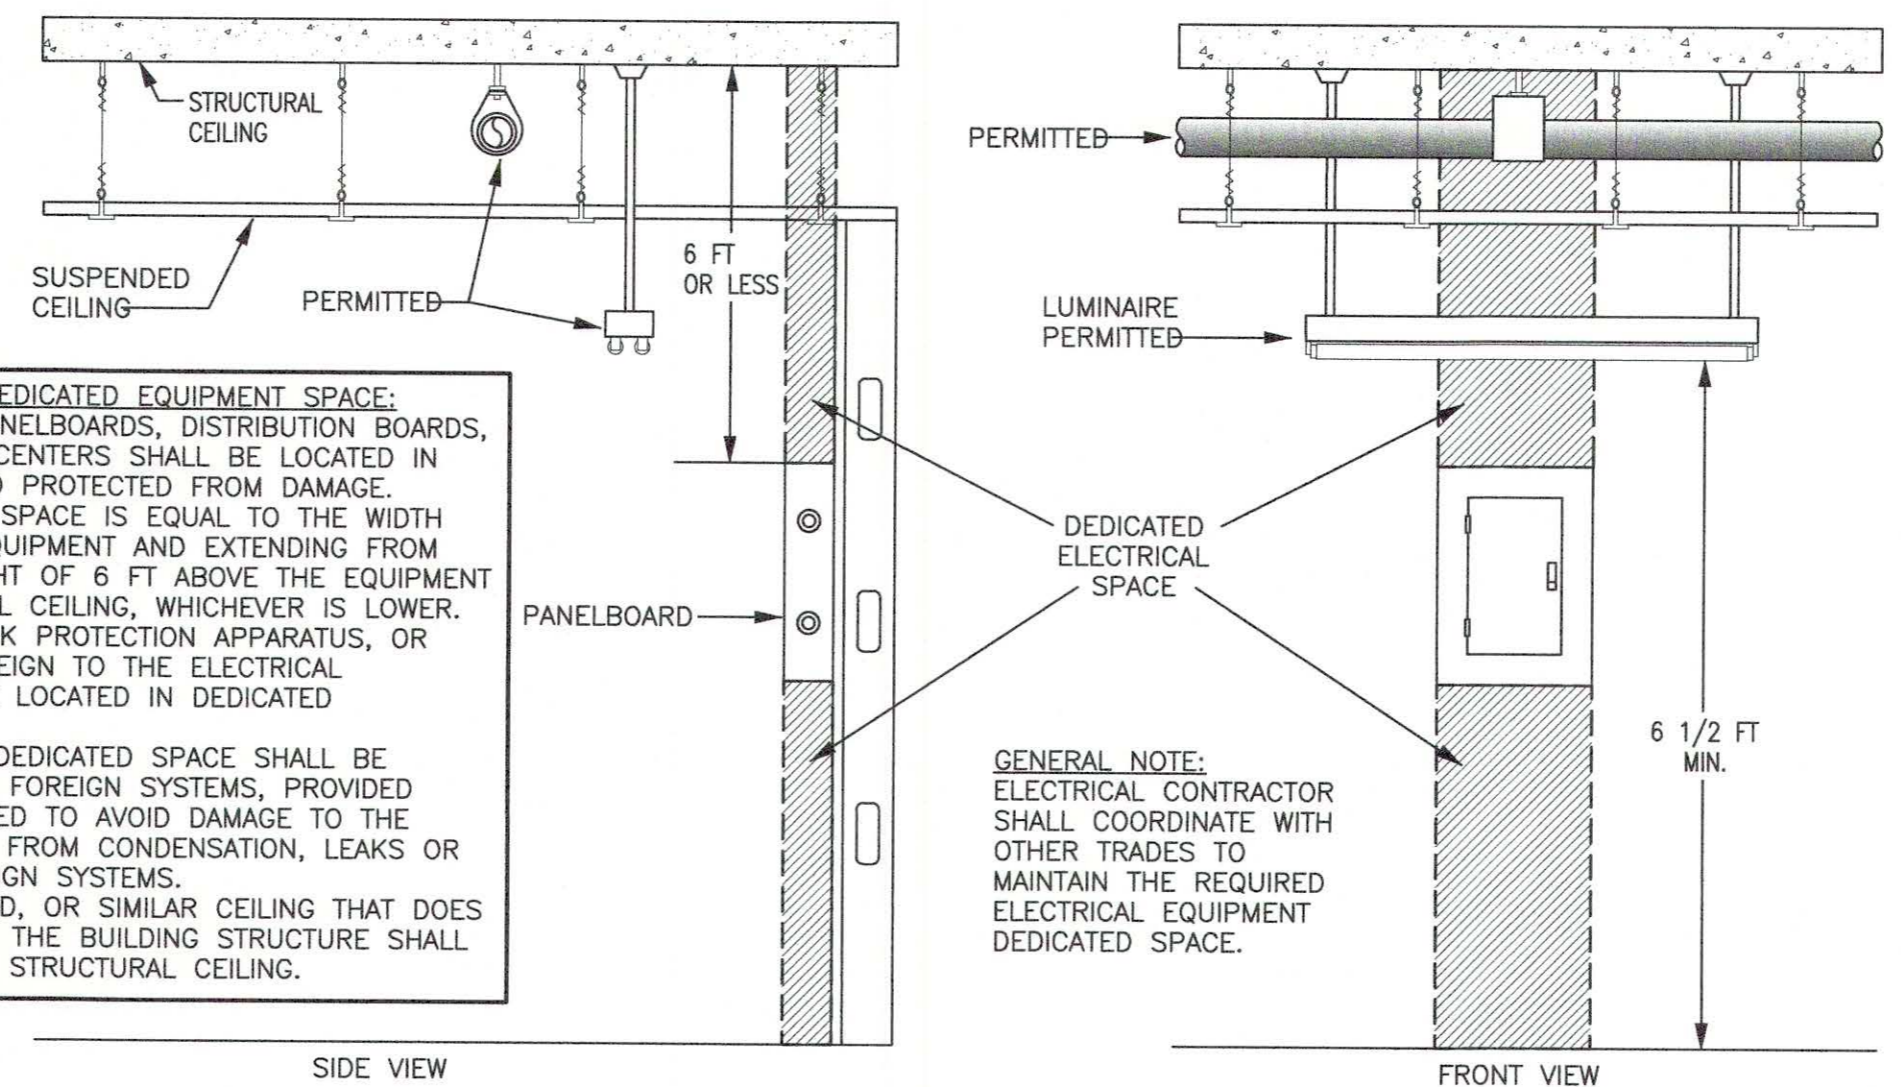 STRUCTURAL
CEILING
SUSPENDED
CEILING
PERMITTED
6 FT
OR LESS
EDICATED EQUIPMENT SPACE:
NELBOARDS, DISTRIBUTION BOARDS,
CENTERS SHALL BE LOCATED IN
PROTECTED FROM DAMAGE.
SPACE IS EQUAL TO THE WIDTH
QUIPMENT AND EXTENDING FROM
HT OF 6 FT ABOVE THE EQUIPMENT
L CEILING, WHICHEVER IS LOWER.
K PROTECTION APPARATUS, OR
EIGN TO THE ELECTRICAL
LOCATED IN DEDICATED
DEDICATED SPACE SHALL BE
FOREIGN SYSTEMS, PROVIDED
ED TO AVOID DAMAGE TO THE
FROM CONDENSATION, LEAKS OR
GN SYSTEMS.
D, OR SIMILAR CEILING THAT DOES
THE BUILDING STRUCTURE SHALL
STRUCTURAL CEILING.
PANELBOARD
SIDE VIEW
PERMITTED
LUMINAIRE
PERMITTED
DEDICATED
ELECTRICAL
SPACE
GENERAL NOTE:
ELECTRICAL CONTRACTOR
SHALL COORDINATE WITH
OTHER TRADES TO
MAINTAIN THE REQUIRED
ELECTRICAL EQUIPMENT
DEDICATED SPACE.
6 1/2 FT
MIN.
FRONT VIEW